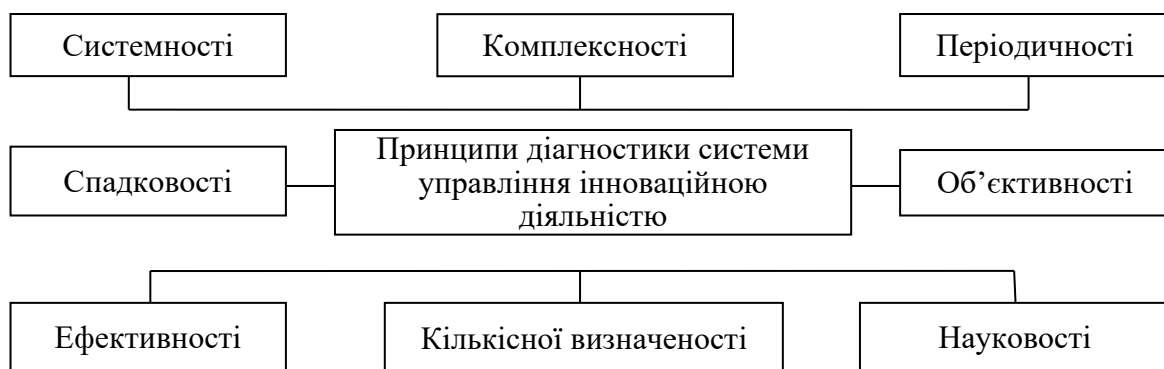 Системності
Комплексності
Періодичності
Спадковості
Принципи діагностики системи
управління інноваційною
діяльністю
Об’єктивності
Ефективності
Кількісної визначеності
Науковості